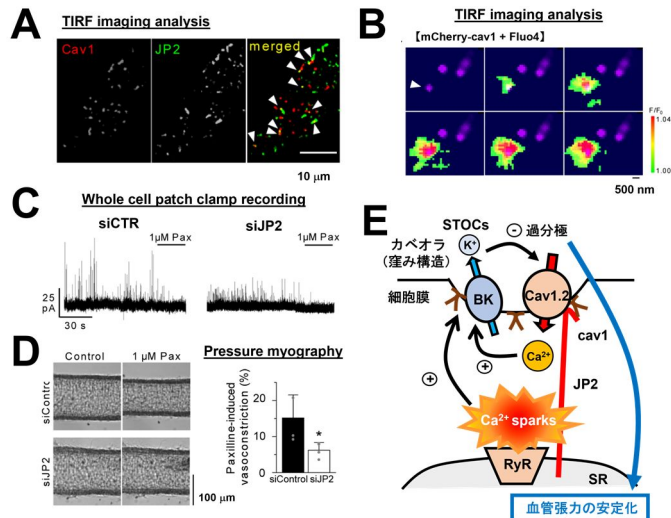 A
TIRF imaging analysis
Cav1
JP2
merged
10 μm
B
TIRF imaging analysis
【mCherry-cav1 + Fluo4】
F/F0
1.04
1.00
500 nm
C
Whole cell patch clamp recording
siCTR
siJP2
1μM Pax
1μM Pax
25
pA
30 s
D
Control
1 μM Pax
siControl
siJP2
100 μm
Pressure myography
Paxilline-induced
vasoconstriction (%)
20
10
0
*
siControl siJP2
E
STOCs
K+
- 過分極
カベオラ
(窪み構造)
細胞膜
BK
Cav1.2
cav1
Ca2+
+
+
JP2
Ca2+ sparks
RyR
SR
血管張力の安定化